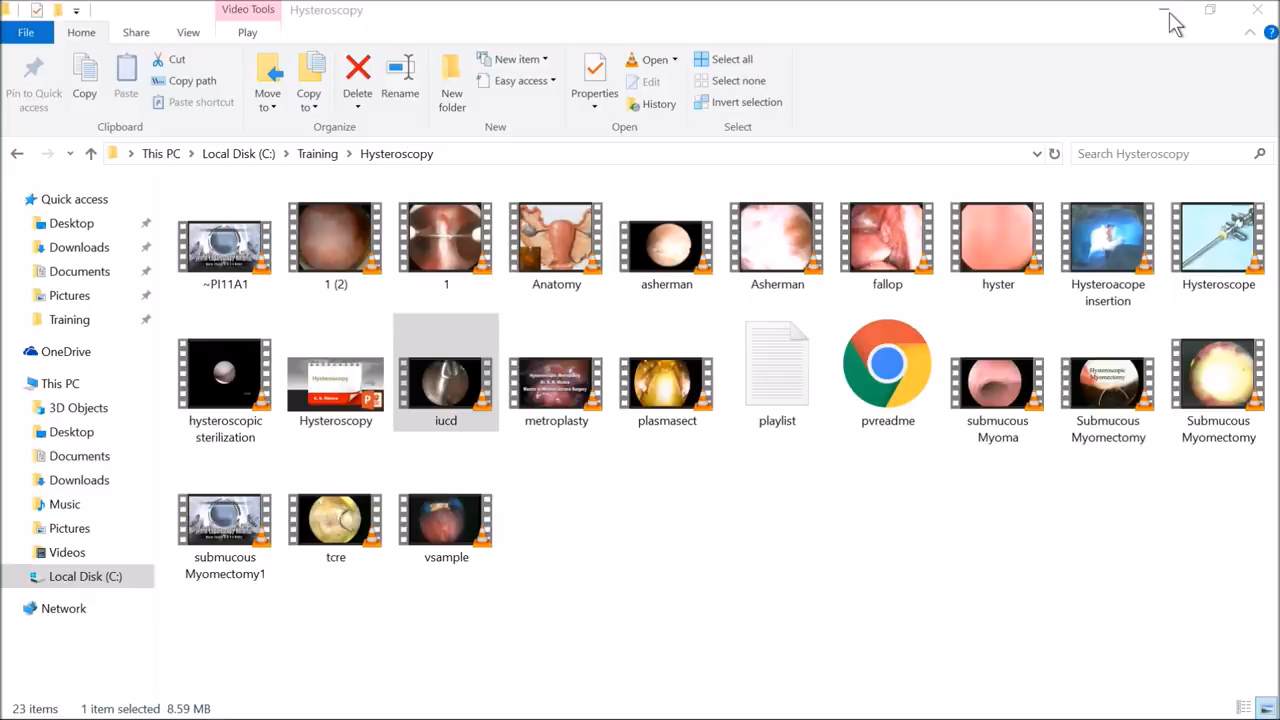 Video Tools
Hysteroscopy
File
Home
Share
View
Play
Pin to Quick
access
Copy
Paste
Cut
Copy path
Paste shortcut
Clipboard
Move
to
Copy
to
Delete
Rename
Organize
New
folder
New item
Easy access
New
Properties
Open
Edit
History
Open
Select all
Select none
Invert selection
Select
This PC
Local Disk (C:)
Training
Hysteroscopy
Search Hysteroscopy
Quick access
Desktop
Downloads
Documents
Pictures
Training
OneDrive
This PC
3D Objects
Desktop
Documents
Downloads
Music
Pictures
Videos
Local Disk (C:)
Network
~PI11A1
1 (2)
1
Anatomy
asherman
Asherman
fallop
hyster
Hysteroacope
insertion
Hysteroscope
hysteroscopic
sterilization
Hysteroscopy
Hysteroscopy
iucd
metroplasty
plasmasect
playlist
pvreadme
submucous
Myoma
Hysteroscopic
Myomectomy
Submucous
Myomectomy
Submucous
Myomectomy
submucous
Myomectomy1
tcre
vsample
23 items
1 item selected 8.59 MB